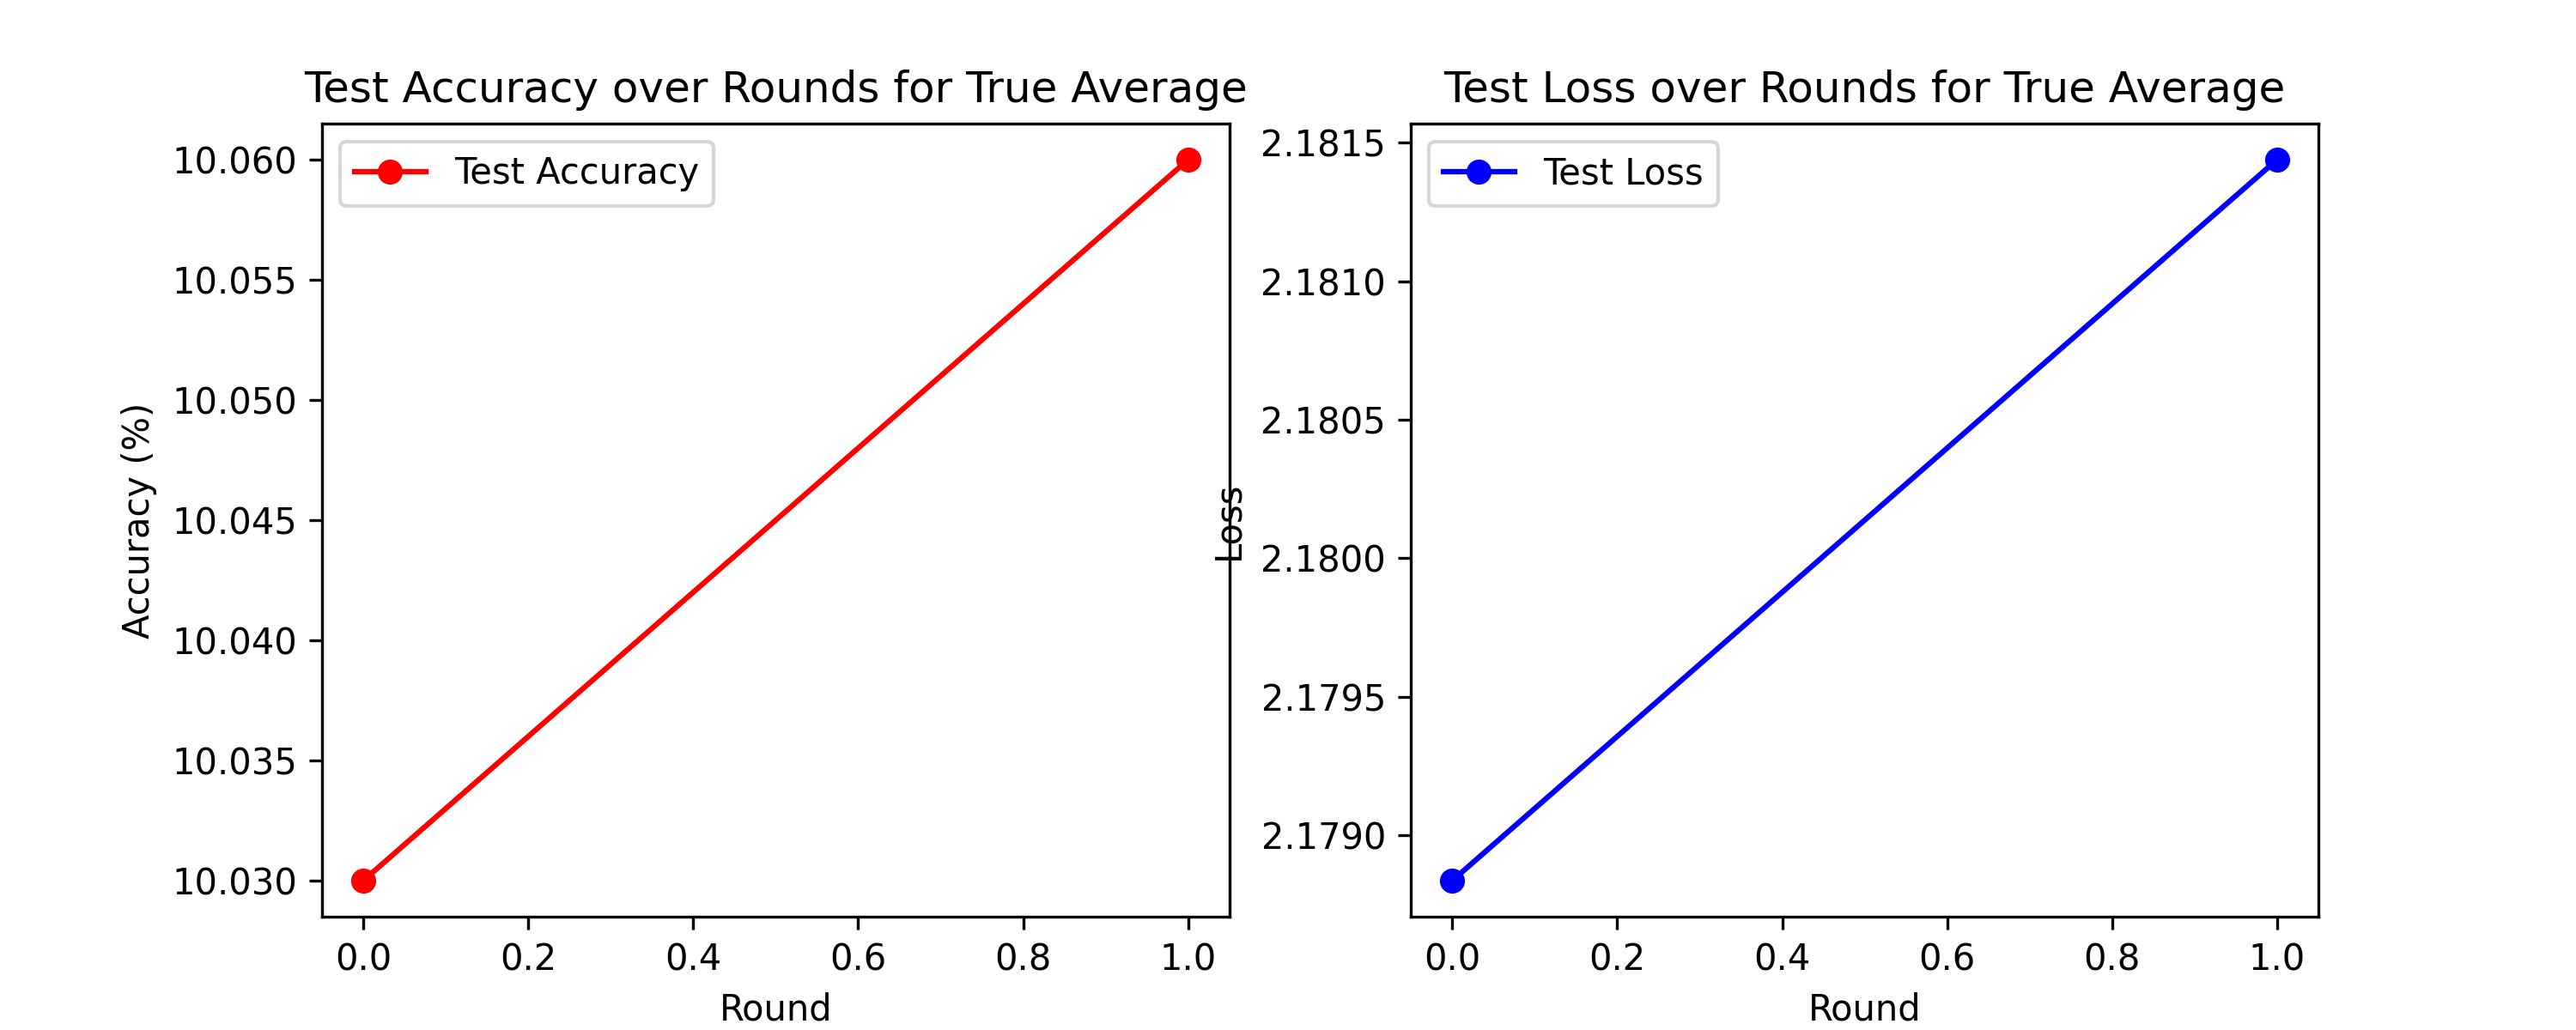 Test Accuracy over Rounds for True Average
Test Accuracy
10.060
10.055
10.050
10.045
10.040
10.035
10.030
Accuracy (%)
0.0 0.2 0.4 0.6 0.8 1.0
Round
Test Loss over Rounds for True Average
Test Loss
2.1815
2.1810
2.1805
2.1800
2.1795
2.1790
Loss
0.0 0.2 0.4 0.6 0.8 1.0
Round